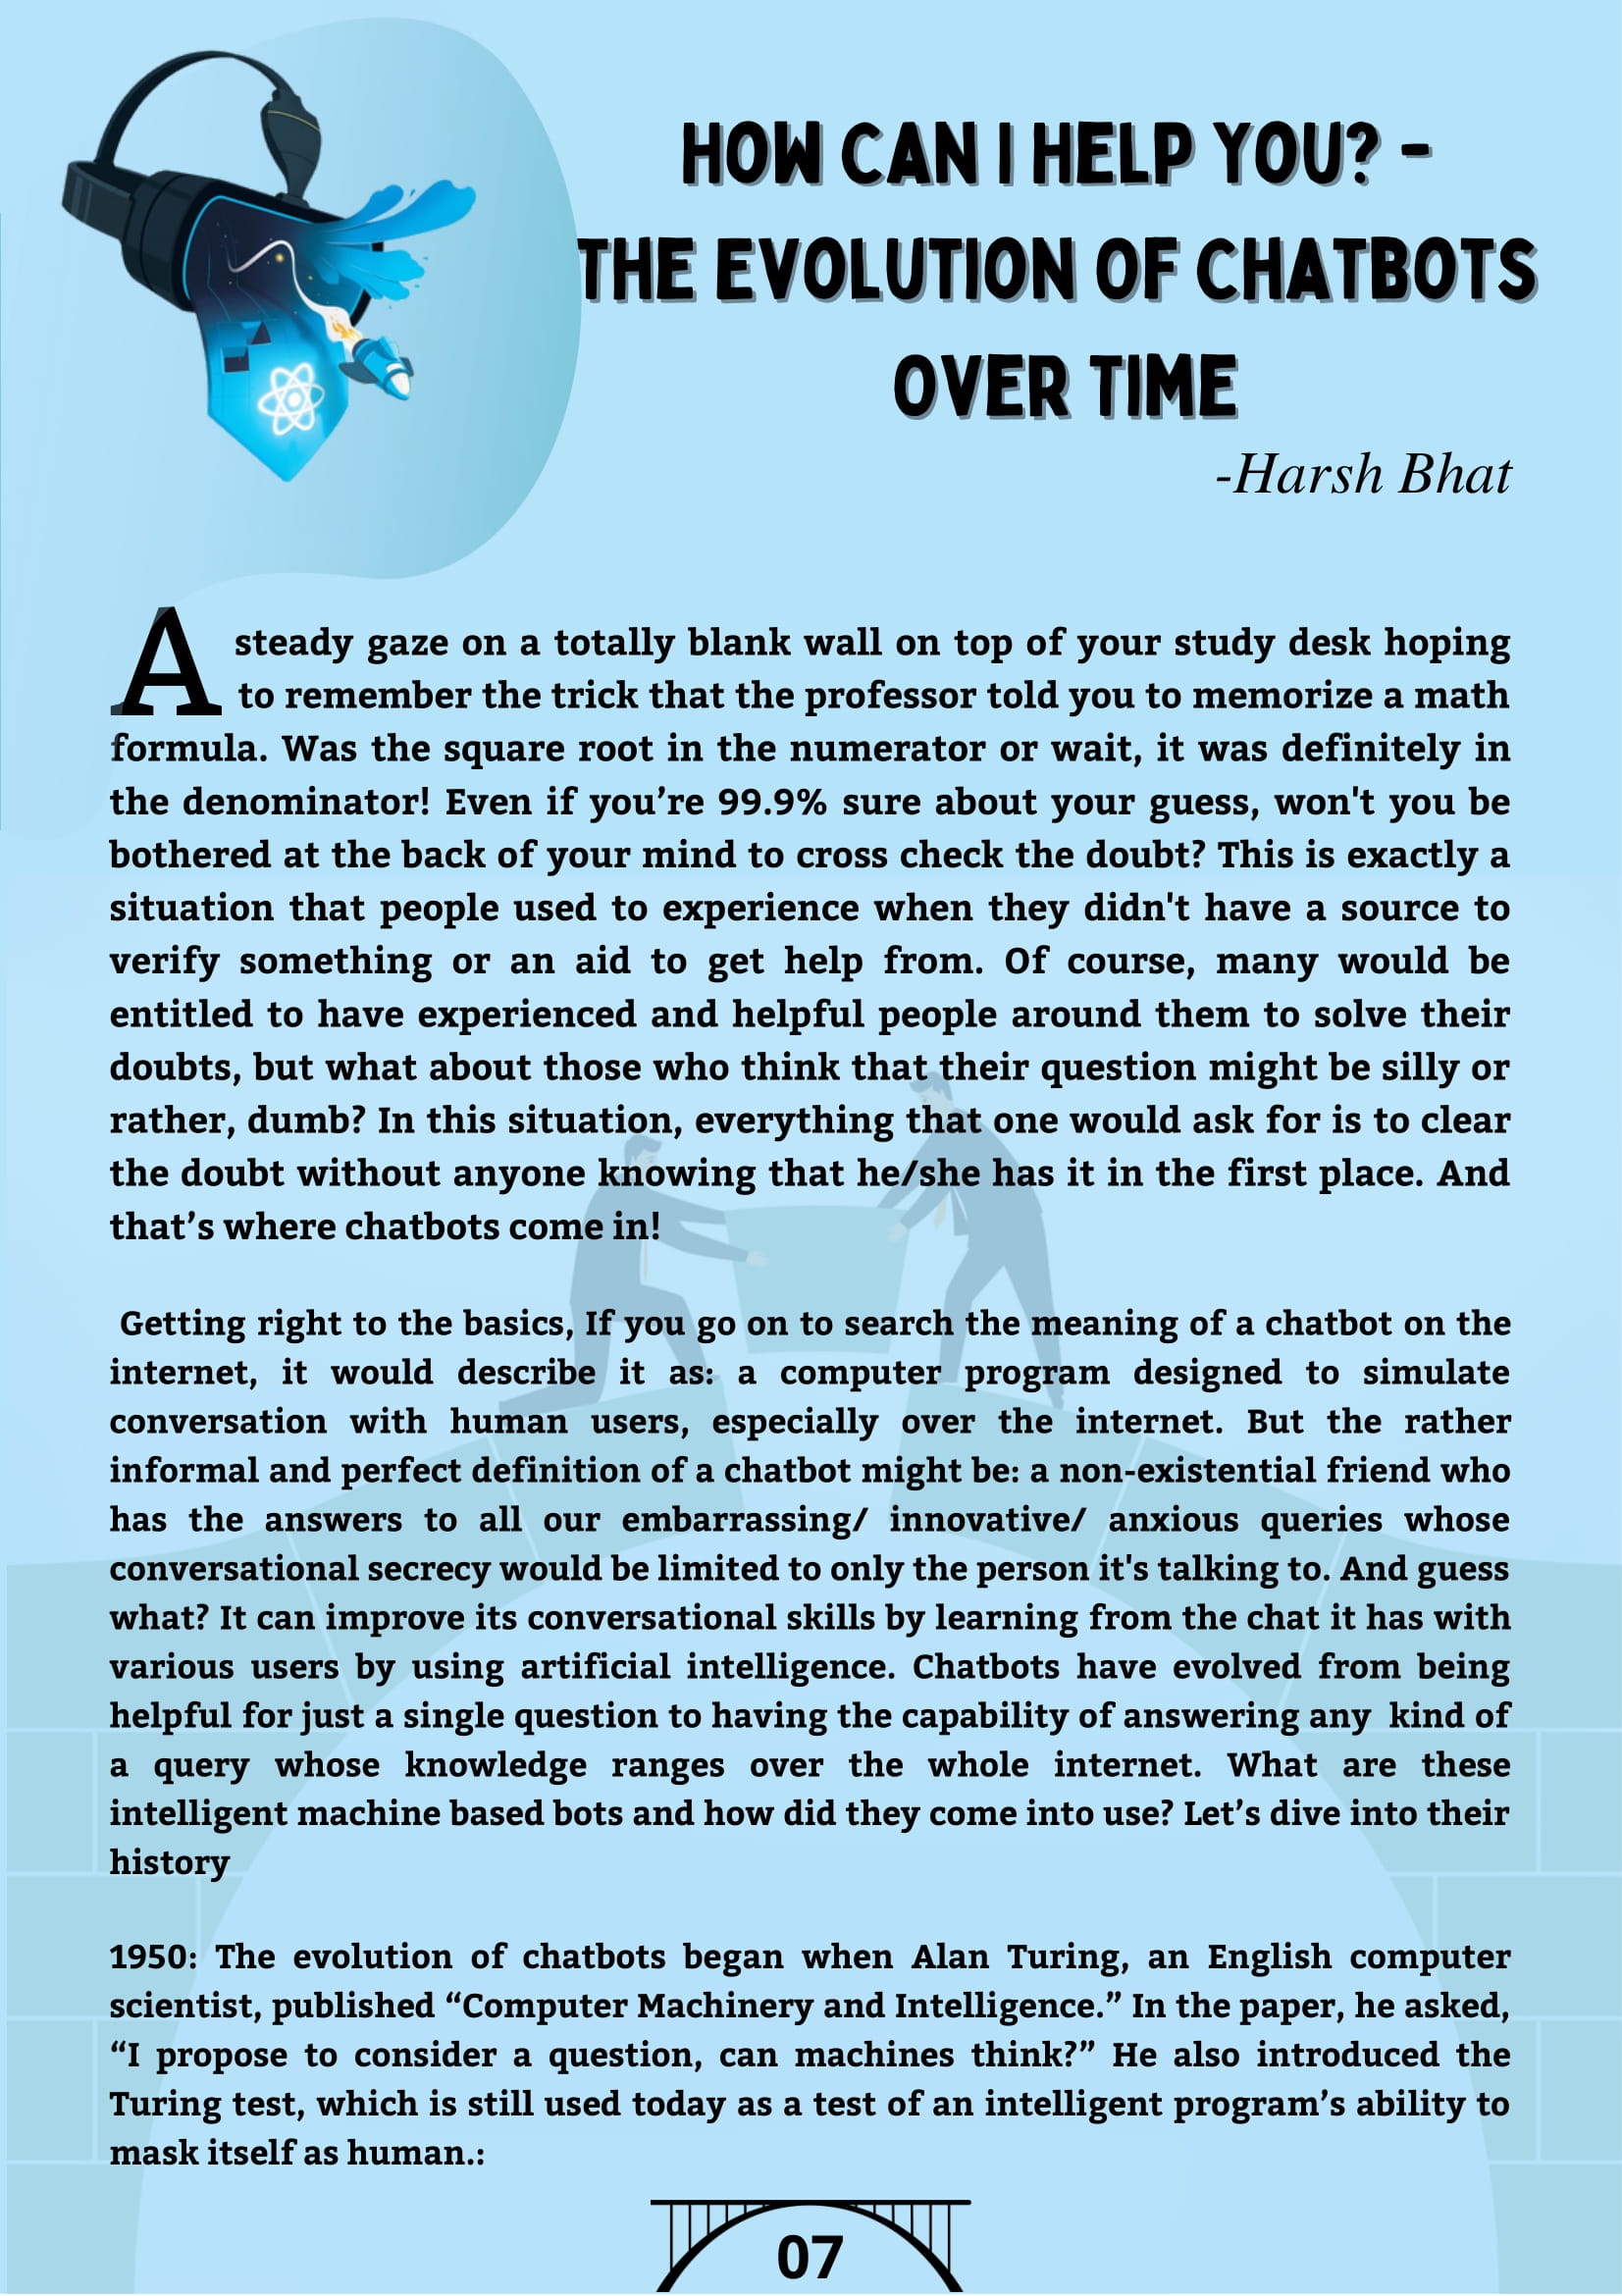 HOW CAN I HELP YOU? -
THE EVOLUTION OF CHATBOTS
OVER TIME
-Harsh Bhat
A steady gaze on a totally blank wall on top of your study desk hoping
to remember the trick that the professor told you to memorize a math
formula. Was the square root in the numerator or wait, it was definitely in
the denominator! Even if you’re 99.9% sure about your guess, won't you be
bothered at the back of your mind to cross check the doubt? This is exactly a
situation that people used to experience when they didn't have a source to
verify something or an aid to get help from. Of course, many would be
entitled to have experienced and helpful people around them to solve their
doubts, but what about those who think that their question might be silly or
rather, dumb? In this situation, everything that one would ask for is to clear
the doubt without anyone knowing that he/she has it in the first place. And
that’s where chatbots come in!
Getting right to the basics, If you go on to search the meaning of a chatbot on the
internet, it would describe it as: a computer program designed to simulate
conversation with human users, especially over the internet. But the rather
informal and perfect definition of a chatbot might be: a non-existential friend who
has the answers to all our embarrassing/ innovative/ anxious queries whose
conversational secrecy would be limited to only the person it's talking to. And guess
what? It can improve its conversational skills by learning from the chat it has with
various users by using artificial intelligence. Chatbots have evolved from being
helpful for just a single question to having the capability of answering any kind of
a query whose knowledge ranges over the whole internet. What are these
intelligent machine based bots and how did they come into use? Let’s dive into their
history
1950: The evolution of chatbots began when Alan Turing, an English computer
scientist, published “Computer Machinery and Intelligence.” In the paper, he asked,
“I propose to consider a question, can machines think?” He also introduced the
Turing test, which is still used today as a test of an intelligent program’s ability to
mask itself as human.:
07